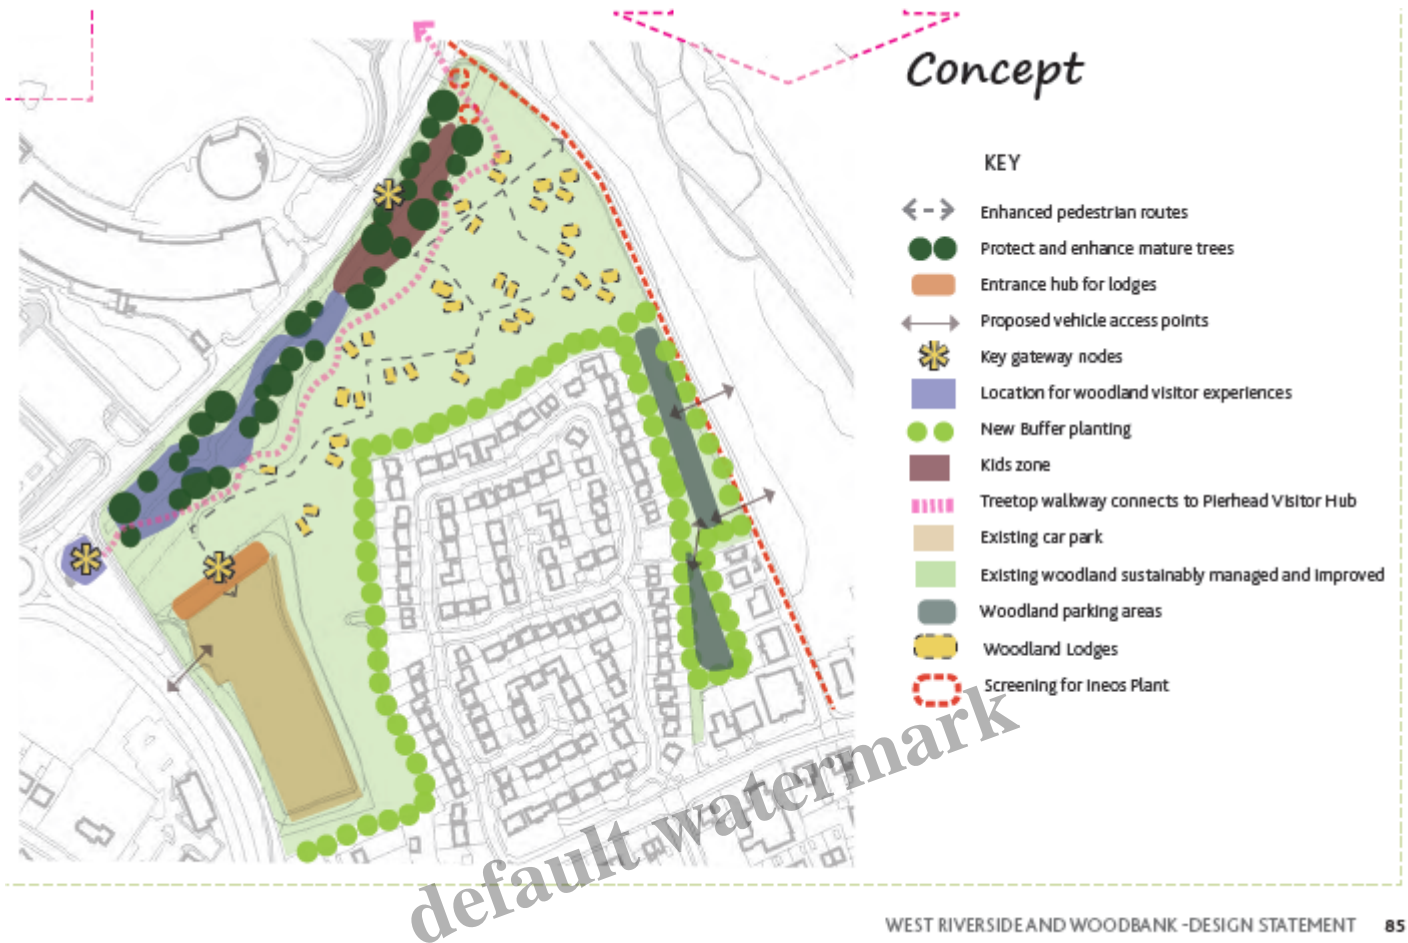 Concept
KEY
Enhanced pedestrian routes
Protect and enhance mature trees
Entrance hub for lodges
Proposed vehicle access points
Key gateway nodes
Location for woodland visitor experiences
New Buffer planting
Kids zone
Treetop walkway connects to Pierhead Visitor Hub
Existing car park
Existing woodland sustainably managed and improved
Woodland parking areas
Woodland Lodges
Screening for Ineos Plant
default watermark
WEST RIVERSIDE AND WOODBANK -DESIGN STATEMENT 85